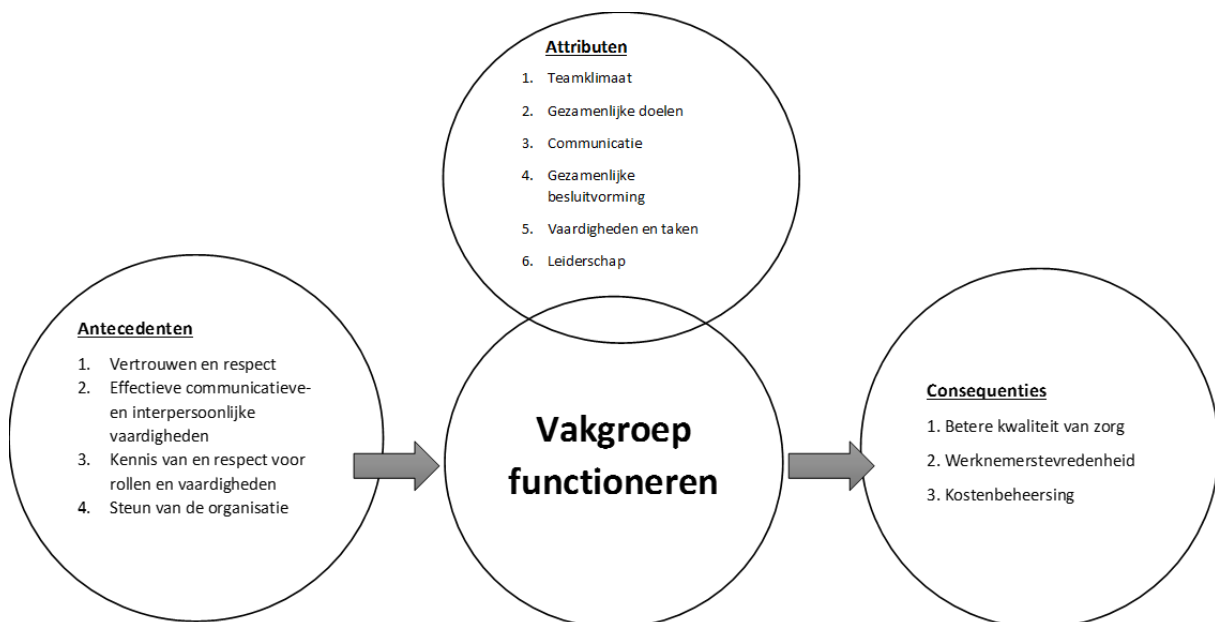 Attributen
1. Teamklimaat
2. Gezamenlijke doelen
3. Communicatie
4. Gezamenlijke
besluitvorming
5. Vaardigheden en taken
6. Leiderschap
Antecedenten
1. Vertrouwen en respect
2. Effectieve communicatieve-
en interpersoonlijke
vaardigheden
3. Kennis van en respect voor
rollen en vaardigheden
4. Steun van de organisatie
Vakgroep
functioneren
Consequenties
1. Betere kwaliteit van zorg
2. Werknemerstevredenheid
3. Kostenbeheersing